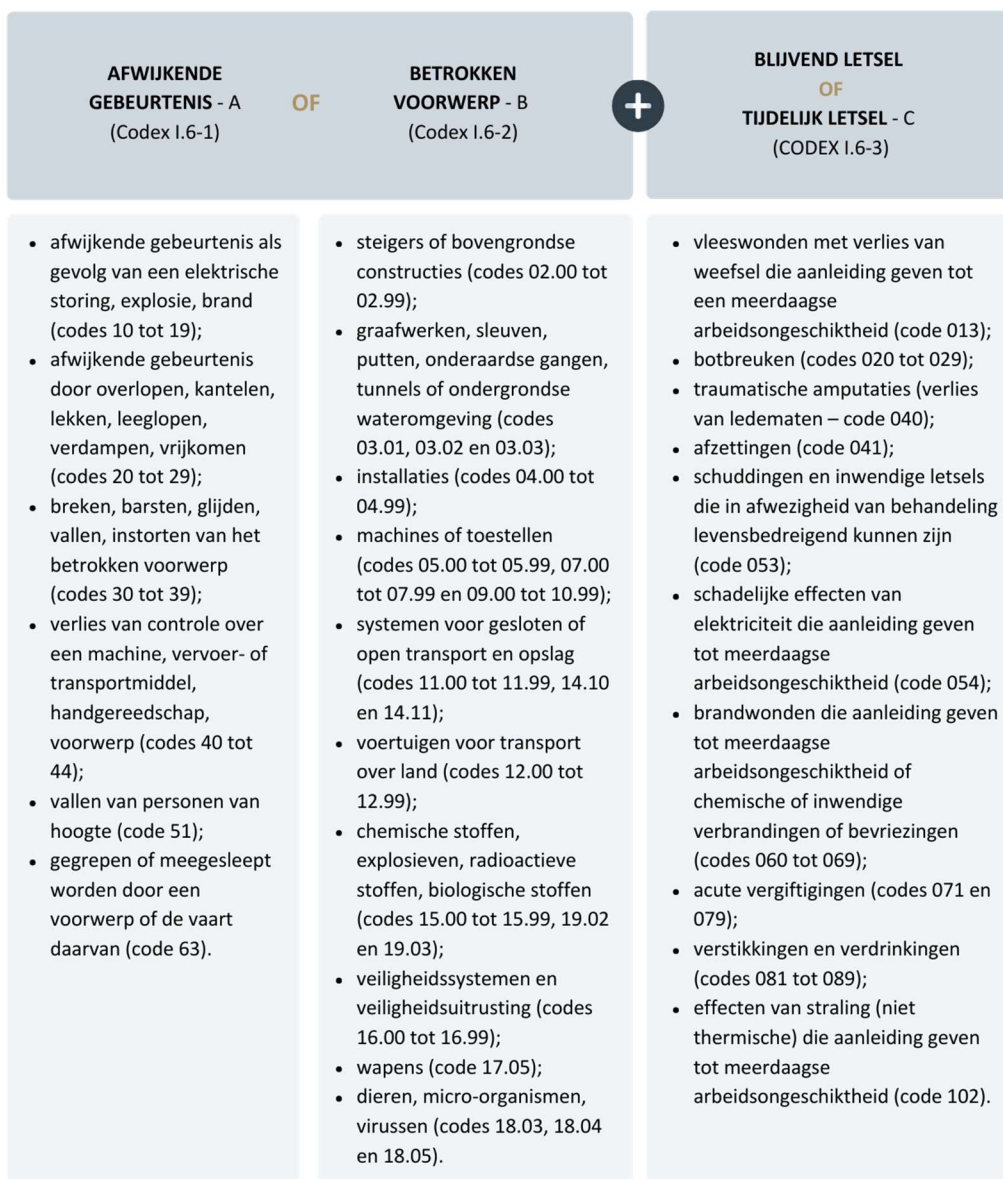 AFWIJKENDE
GEBEURTENIS - A
(Codex I.6-1)
OF
BETROKKEN
VOORWERP - B
(Codex I.6-2)
+
BLIJVEND LETSEL
OF
TIJDELIJK LETSEL - C
(CODEX I.6-3)
• afwijkende gebeurtenis als
gevolg van een elektrische
storing, explosie, brand
(codes 10 tot 19);
• afwijkende gebeurtenis
door overlopen, kantelen,
lekken, leeglopen,
verdampen, vrijkomen
(codes 20 tot 29);
• breken, barsten, glijden,
vallen, instorten van het
betrokken voorwerp
(codes 30 tot 39);
• verlies van controle over
een machine, vervoer- of
transportmiddel,
handgereedschap,
voorwerp (codes 40 tot
44);
• vallen van personen van
hoogte (code 51);
• gegrepen of meegesleept
worden door een
voorwerp of de vaart
daarvan (code 63).
• steigers of bovengrondse
constructies (codes 02.00 tot
02.99);
• graafwerken, sleuven,
putten, onderaardse gangen,
tunnels of ondergrondse
wateromgeving (codes
03.01, 03.02 en 03.03);
• installaties (codes 04.00 tot
04.99);
• machines of toestellen
(codes 05.00 tot 05.99, 07.00
tot 07.99 en 09.00 tot 10.99);
• systemen voor gesloten of
open transport en opslag
(codes 11.00 tot 11.99, 14.10
en 14.11);
• voertuigen voor transport
over land (codes 12.00 tot
12.99);
• chemische stoffen,
explosieven, radioactieve
stoffen, biologische stoffen
(codes 15.00 tot 15.99, 19.02
en 19.03);
• veiligheidssystemen en
veiligheidsuitrusting (codes
16.00 tot 16.99);
• wapens (code 17.05);
• dieren, micro-organismen,
virussen (codes 18.03, 18.04
en 18.05).
• vleeswonden met verlies van
weefsel die aanleiding geven tot
een meerdaagse
arbeidsongeschiktheid (code 013);
• botbreuken (codes 020 tot 029);
• traumatische amputaties (verlies
van ledematen – code 040);
• afzettingen (code 041);
• schuddingen en inwendige letsels
die in afwezigheid van behandeling
levensbedreigend kunnen zijn
(code 053);
• schadelijke effecten van
elektriciteit die aanleiding geven
tot meerdaagse
arbeidsongeschiktheid (code 054);
• brandwonden die aanleiding geven
tot meerdaagse
arbeidsongeschiktheid of
chemische of inwendige
verbrandingen of bevriezingen
(codes 060 tot 069);
• acute vergiftigingen (codes 071 en
079);
• verstikkingen en verdrinkingen
(codes 081 tot 089);
• effecten van straling (niet
thermische) die aanleiding geven
tot meerdaagse
arbeidsongeschiktheid (code 102).